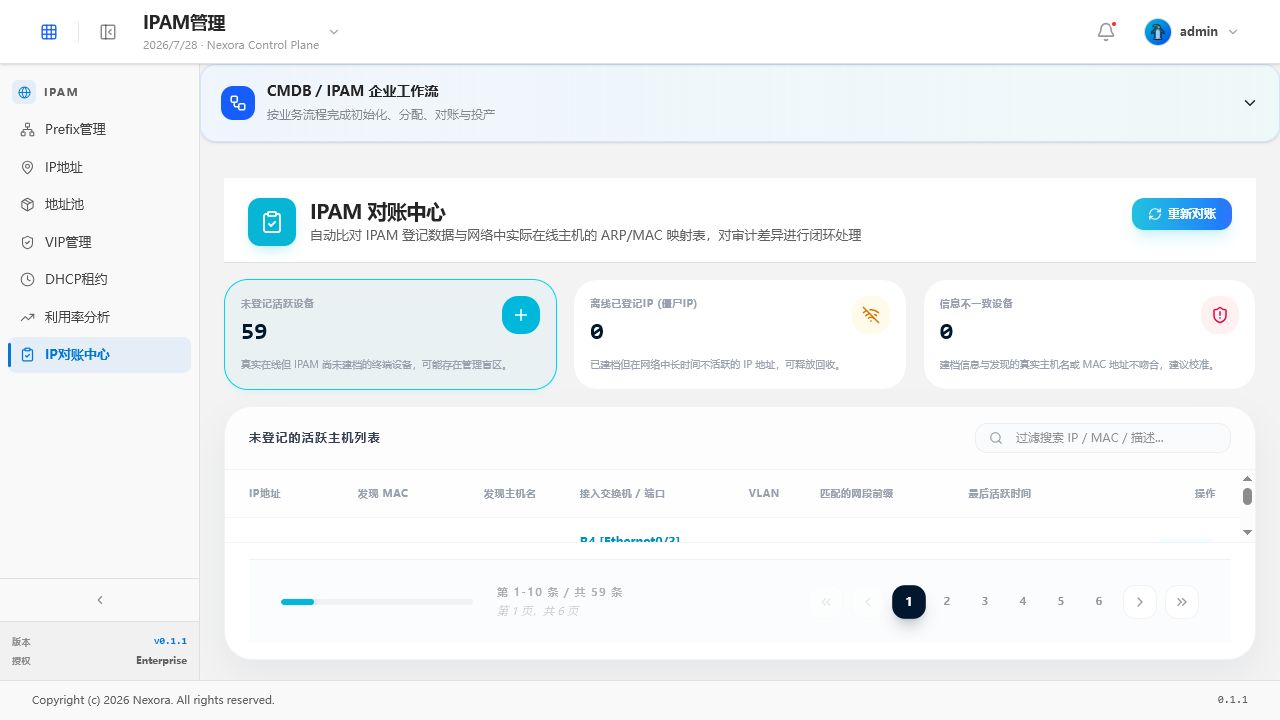 IPAM管理
2026/7/28 · Nexora Control Plane
admin
IPAM
Prefix管理
IP地址
地址池
VIP管理
DHCP租约
利用率分析
IP对账中心
版本 v0.1.1
授权 Enterprise
CMDB / IPAM 企业工作流
按业务流程完成初始化、分配、对账与投产
IPAM 对账中心
自动比对 IPAM 登记数据与网络中实际在线主机的 ARP/MAC 映射表，对审计差异进行闭环处理
重新对账
未登记活跃设备
59
真实在线但 IPAM 尚未建档的终端设备，可能存在管理盲区。
离线已登记IP (僵尸IP)
0
已建档但在网络中长时间不活跃的 IP 地址，可释放回收。
信息不一致设备
0
建档信息与发现的真实主机名或 MAC 地址不吻合，建议校准。
未登记的活跃主机列表
过滤搜索 IP / MAC / 描述...
IP地址 发现 MAC 发现主机名 接入交换机 / 端口 VLAN 匹配的网段前缀 最后活跃时间 操作
第 1-10 条 / 共 59 条
第 1 页，共 6 页
1 2 3 4 5 6
Copyright (c) 2026 Nexora. All rights reserved.
0.1.1